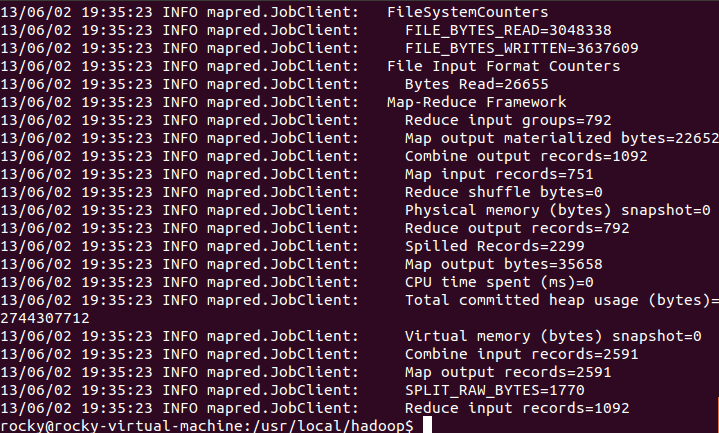 13/06/02 19:35:23 INFO mapred.JobClient:   FileSystemCounters
13/06/02 19:35:23 INFO mapred.JobClient:     FILE_BYTES_READ=3048338
13/06/02 19:35:23 INFO mapred.JobClient:     FILE_BYTES_WRITTEN=3637609
13/06/02 19:35:23 INFO mapred.JobClient:   File Input Format Counters
13/06/02 19:35:23 INFO mapred.JobClient:     Bytes Read=26655
13/06/02 19:35:23 INFO mapred.JobClient:   Map-Reduce Framework
13/06/02 19:35:23 INFO mapred.JobClient:     Reduce input groups=792
13/06/02 19:35:23 INFO mapred.JobClient:     Map output materialized bytes=22652
13/06/02 19:35:23 INFO mapred.JobClient:     Combine output records=1092
13/06/02 19:35:23 INFO mapred.JobClient:     Map input records=751
13/06/02 19:35:23 INFO mapred.JobClient:     Reduce shuffle bytes=0
13/06/02 19:35:23 INFO mapred.JobClient:     Physical memory (bytes) snapshot=0
13/06/02 19:35:23 INFO mapred.JobClient:     Reduce output records=792
13/06/02 19:35:23 INFO mapred.JobClient:     Spilled Records=2299
13/06/02 19:35:23 INFO mapred.JobClient:     Map output bytes=35658
13/06/02 19:35:23 INFO mapred.JobClient:     CPU time spent (ms)=0
13/06/02 19:35:23 INFO mapred.JobClient:     Total committed heap usage (bytes)=
2744307712
13/06/02 19:35:23 INFO mapred.JobClient:     Virtual memory (bytes) snapshot=0
13/06/02 19:35:23 INFO mapred.JobClient:     Combine input records=2591
13/06/02 19:35:23 INFO mapred.JobClient:     Map output records=2591
13/06/02 19:35:23 INFO mapred.JobClient:     SPLIT_RAW_BYTES=1770
13/06/02 19:35:23 INFO mapred.JobClient:     Reduce input records=1092
rocky@rocky-virtual-machine:/usr/local/hadoop$